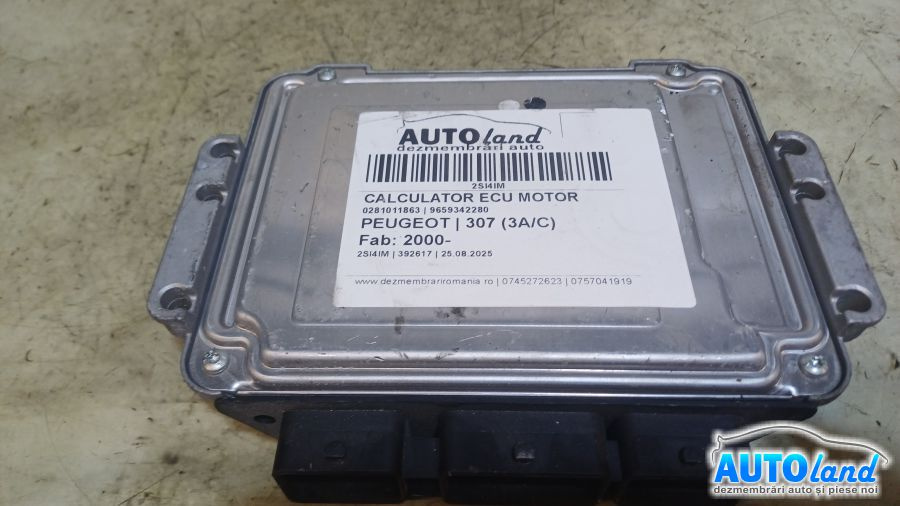 AUTOland
dezmembrări auto
2SI4IM
CALCULATOR ECU MOTOR
0281011863 | 9659342280
PEUGEOT | 307 (3A/C)
Fab: 2000-
2SI4IM | 392617 | 25.08.2025
www.dezmembrariromania.ro | 0745272623 | 0757041919
AUTOland
dezmembrări auto și piese noi